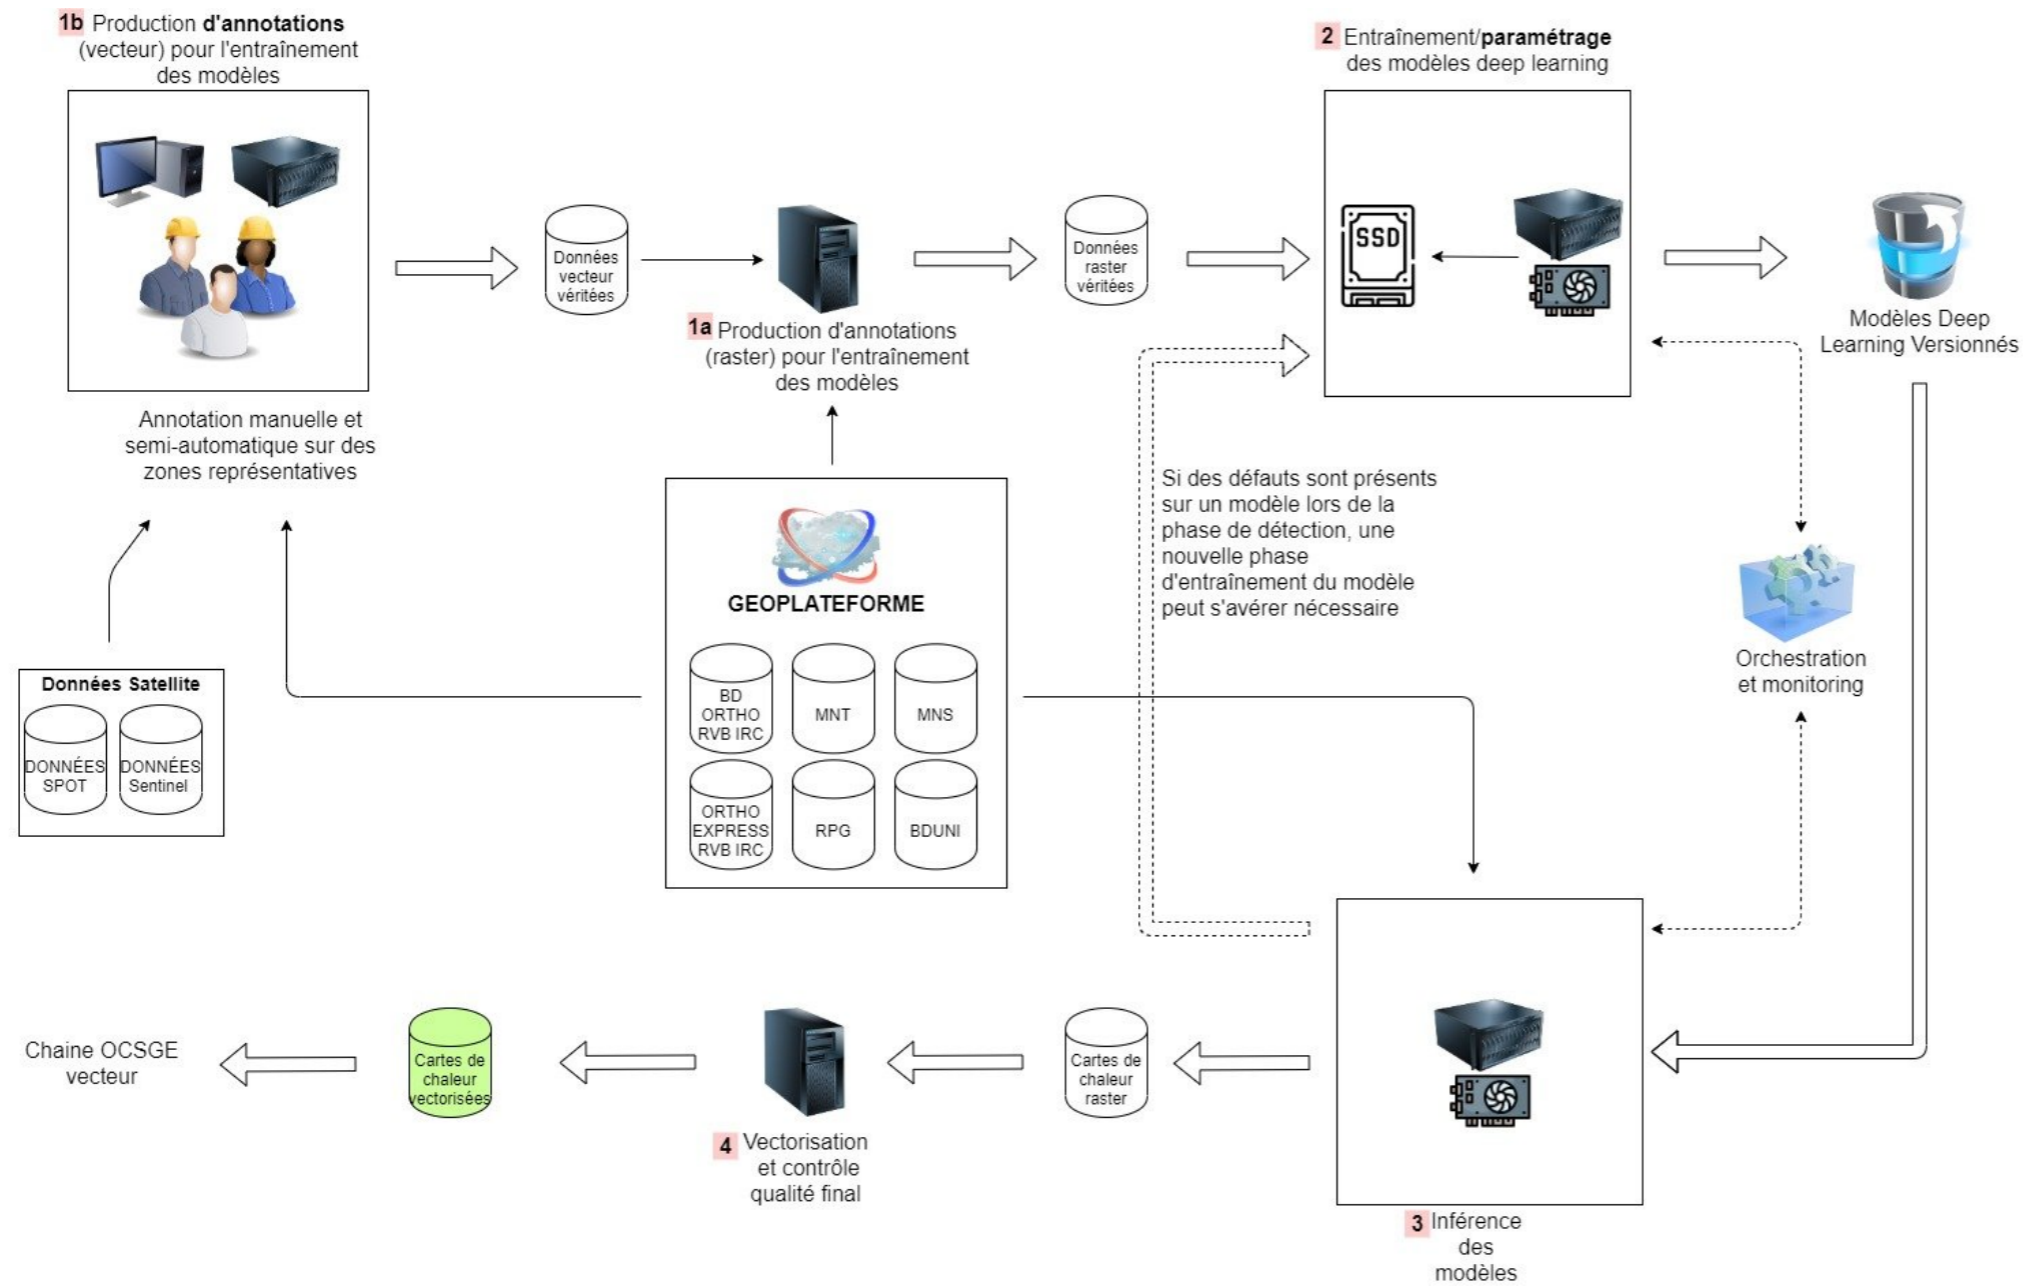 1b Production d'annotations
(vecteur) pour l'entraînement
des modèles
2 Entraînement/paramétrage
des modèles deep learning
Données
vecteur
véritées
1a Production d'annotations
(raster) pour l'entraînement
des modèles
Données
raster
véritées
SSD
Modèles Deep
Learning Versionnés
Annotation manuelle et
semi-automatique sur des
zones représentatives
Si des défauts sont présents
sur un modèle lors de la
phase de détection, une
nouvelle phase
d'entraînement du modèle
peut s'avérer nécessaire
GEOPLATEFORME
BD
ORTHO
RVB IRC
MNT
MNS
ORTHO
EXPRESS
RVB IRC
RPG
BDUNI
Données Satellite
DONNÉES
SPOT
DONNÉES
Sentinel
Orchestration
et monitoring
Chaine OCSGE
vecteur
Cartes de
chaleur
vectorisées
4 Vectorisation
et contrôle
qualité final
Cartes de
chaleur
raster
3 Inférence
des
modèles